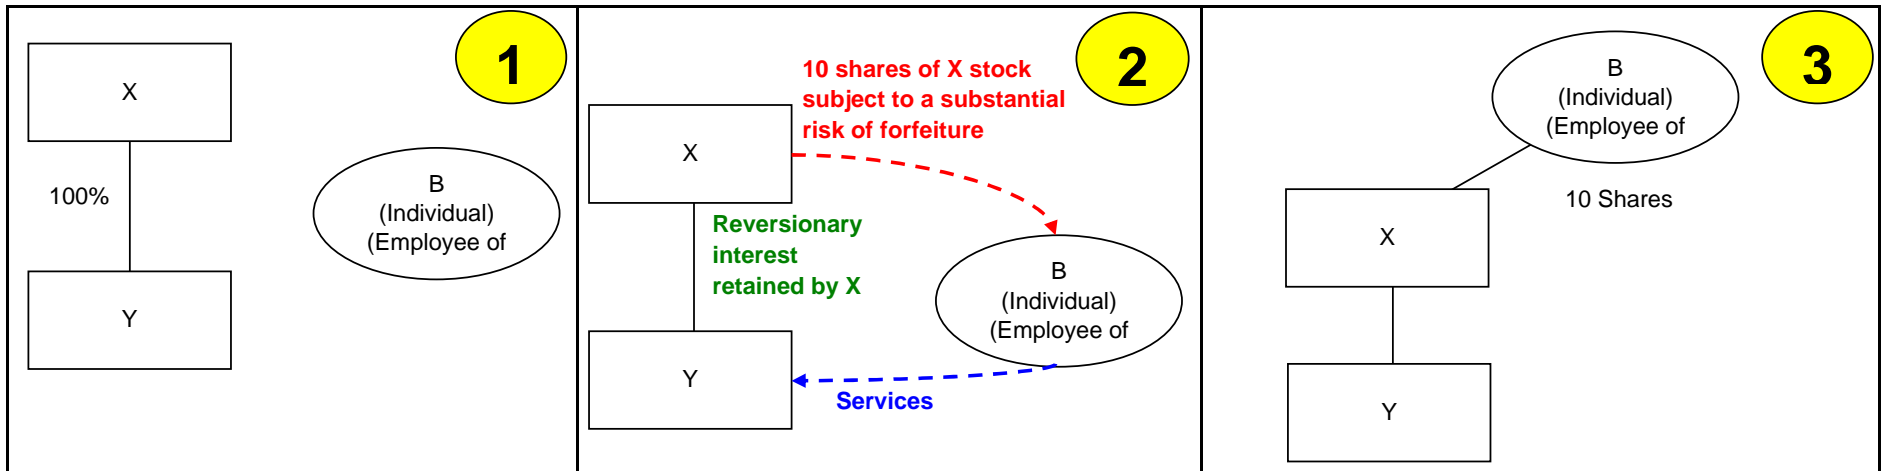 1
X
100%
B
(Individual)
(Employee of
Y
2
10 shares of X stock
subject to a substantial
risk of forfeiture
X
Reversionary
interest
retained by X
B
(Individual)
(Employee of
Y
Services
3
B
(Individual)
(Employee of
10 Shares
X
Y